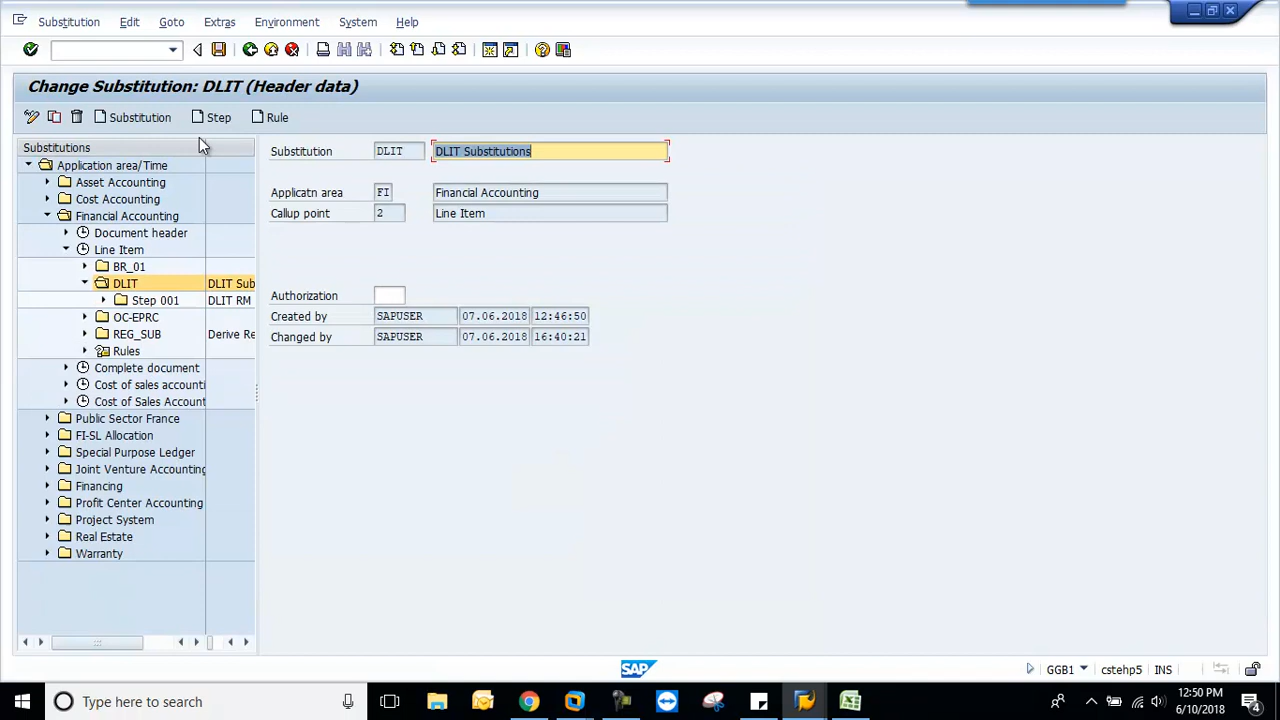 Substitution Edit Goto Extras Environment System Help
Change Substitution: DLIT (Header data)
Substitution Step Rule
Substitutions
Application area/Time
Asset Accounting
Cost Accounting
Financial Accounting
Document header
Line Item
BR_01
DLIT DLIT Sub
Step 001 DLIT RM
OC-EPRC
REG_SUB Derive Re
Rules
Complete document
Cost of sales accounti
Cost of Sales Account
Public Sector France
FI-SL Allocation
Special Purpose Ledger
Joint Venture Accounting
Financing
Profit Center Accounting
Project System
Real Estate
Warranty
Substitution DLIT DLIT Substitutions
Applicatn area FI Financial Accounting
Callup point 2 Line Item
Authorization
Created by SAPUSER 07.06.2018 12:46:50
Changed by SAPUSER 07.06.2018 16:40:21
SAP
GGB1 cstehp5 INS
Type here to search
12:50 PM
6/10/2018
4